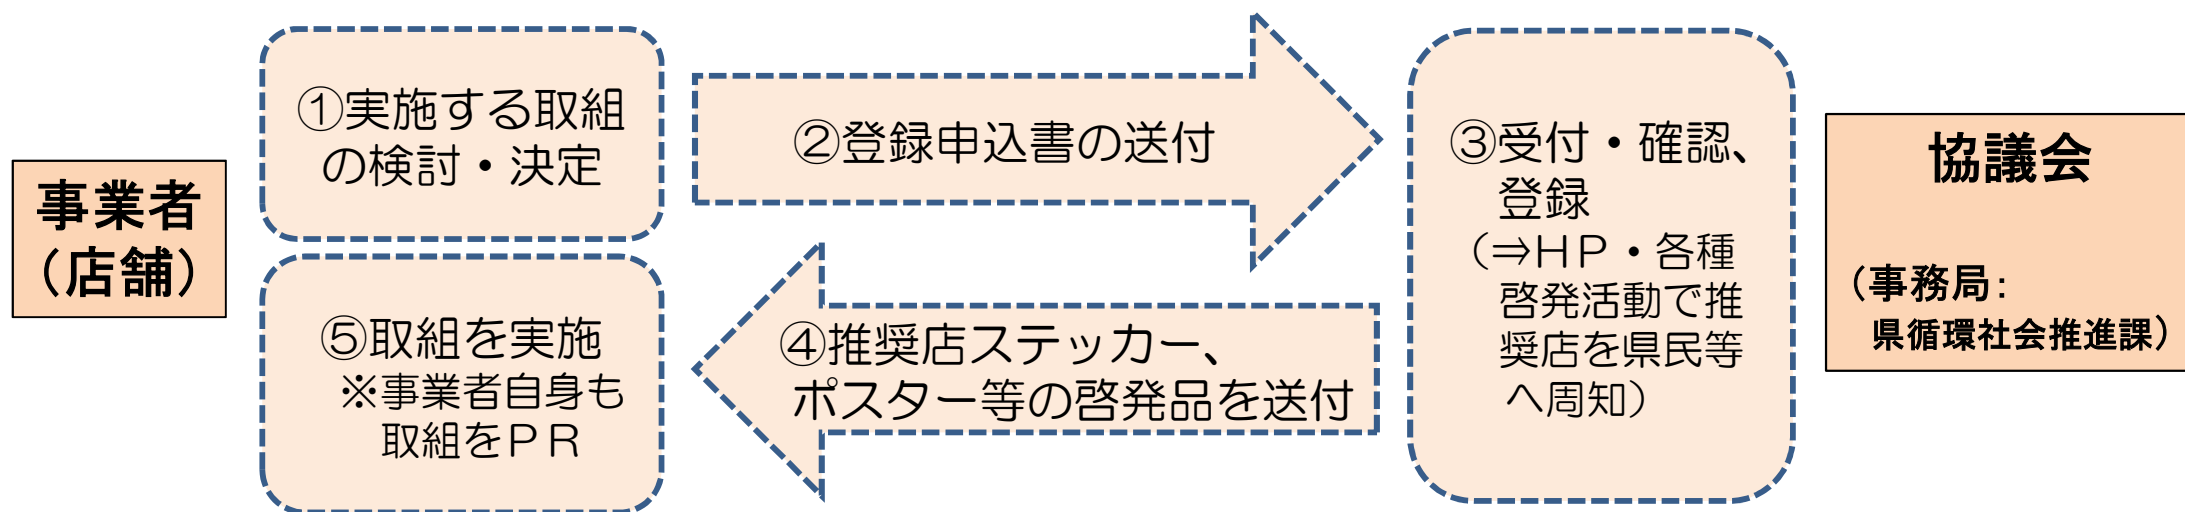 事業者
（店舗）
①実施する取組
の検討・決定
②登録申込書の送付
③受付・確認、
登録
（⇒ＨＰ・各種
啓発活動で推
奨店を県民等
へ周知）
協議会
（事務局：
県循環社会推進課）
④推奨店ステッカー、
ポスター等の啓発品を送付
⑤取組を実施
※事業者自身も
取組をＰＲ